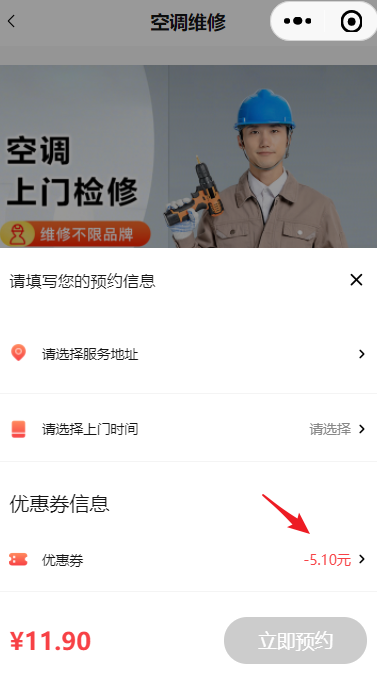 空调维修
空调
上门检修
维修不限品牌
请填写您的预约信息
请选择服务地址
请选择上门时间 请选择
优惠券信息
优惠券 -5.10元
¥11.90 立即预约